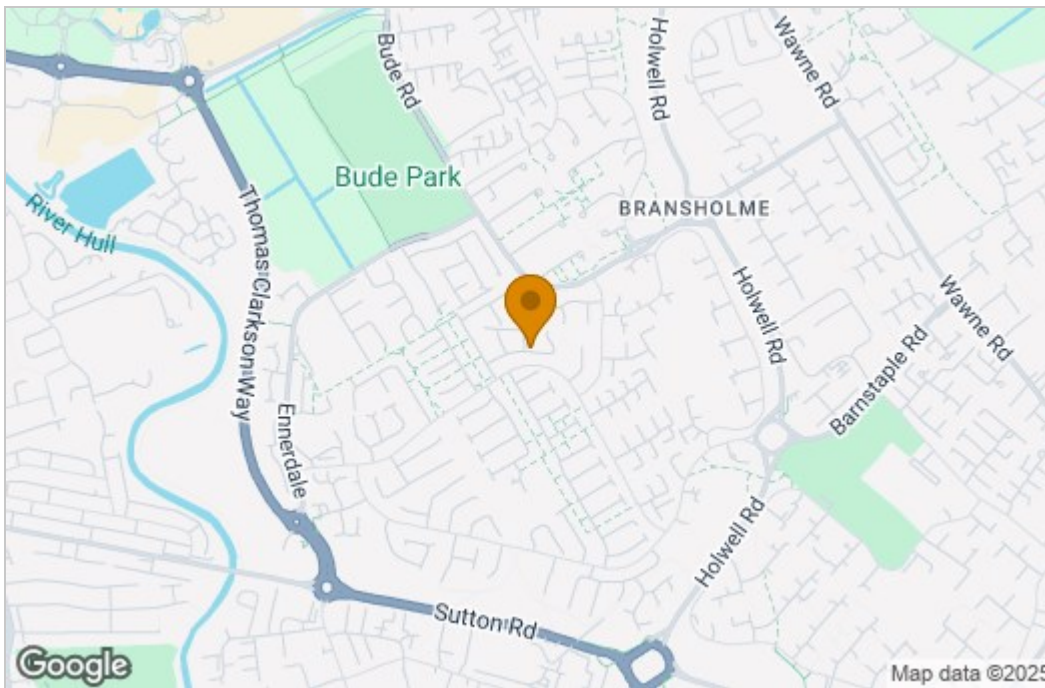 Bude Rd
Holwell Rd
Wawne Rd
Bude Park
BRANSHOLME
River Hull
Thomas Clarkson Way
Holwell Rd
Wawne Rd
Barnstaple Rd
Ennerdale
Holwell Rd
Sutton Rd
Google
Map data ©2025